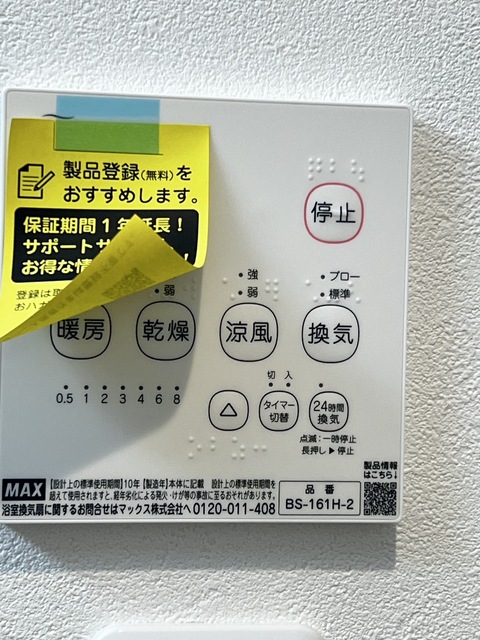 製品登録(無料)を
おすすめします。
保証期間1年延長!
サポートサ
お得な情 !
登録は取
おハガ
停止
強
弱
弱
ブロー
標準
暖房
乾燥
涼風
換気
0.5 1 2 3 4 6 8
切 入
△
タイマー
切替
24時間
換気
点滅:一時停止
長押し▶停止
製品情報
はこちら↓
MAX
【設計上の標準使用期間】10年【製造年】本体に記載 設計上の標準使用期間を
超えて使用されますと、経年劣化による発火・けが等の事故に至るおそれがあります。
浴室換気扇に関するお問合せはマックス株式会社へ 0120-011-408
品番
BS-161H-2